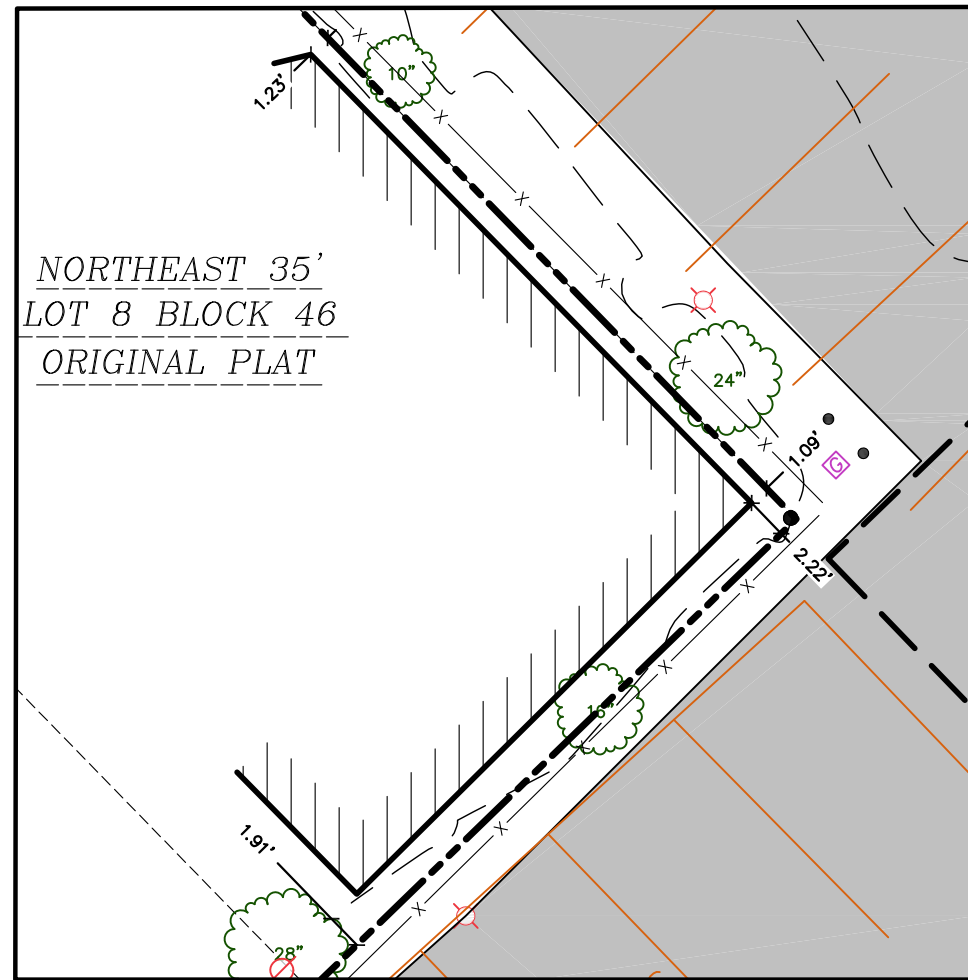 10”
1.23’
NORTHEAST 35’
LOT 8 BLOCK 46
ORIGINAL PLAT
24”
1.09’
G
2.22’
16”
1.91’
28”